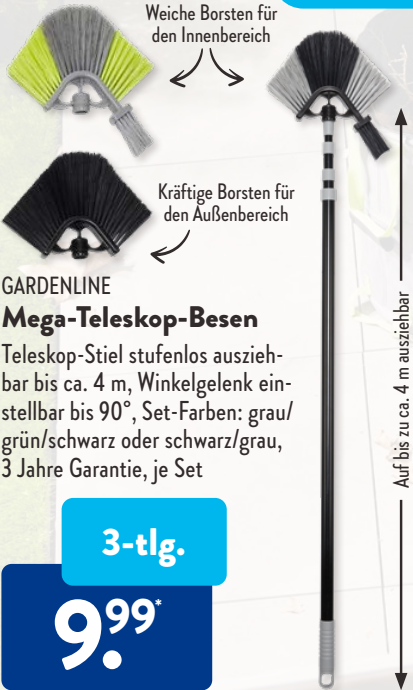 Weiche Borsten für
den Innenbereich
Kräftige Borsten für
den Außenbereich
GARDENLINE
Mega-Teleskop-Besen
Teleskop-Stiel stufenlos auszieh-
bar bis ca. 4 m, Winkelgelenk ein-
stellbar bis 90°, Set-Farben: grau/
grün/schwarz oder schwarz/grau,
3 Jahre Garantie, je Set
3-tlg.
9.99*
Auf bis zu ca. 4 m ausziehbar